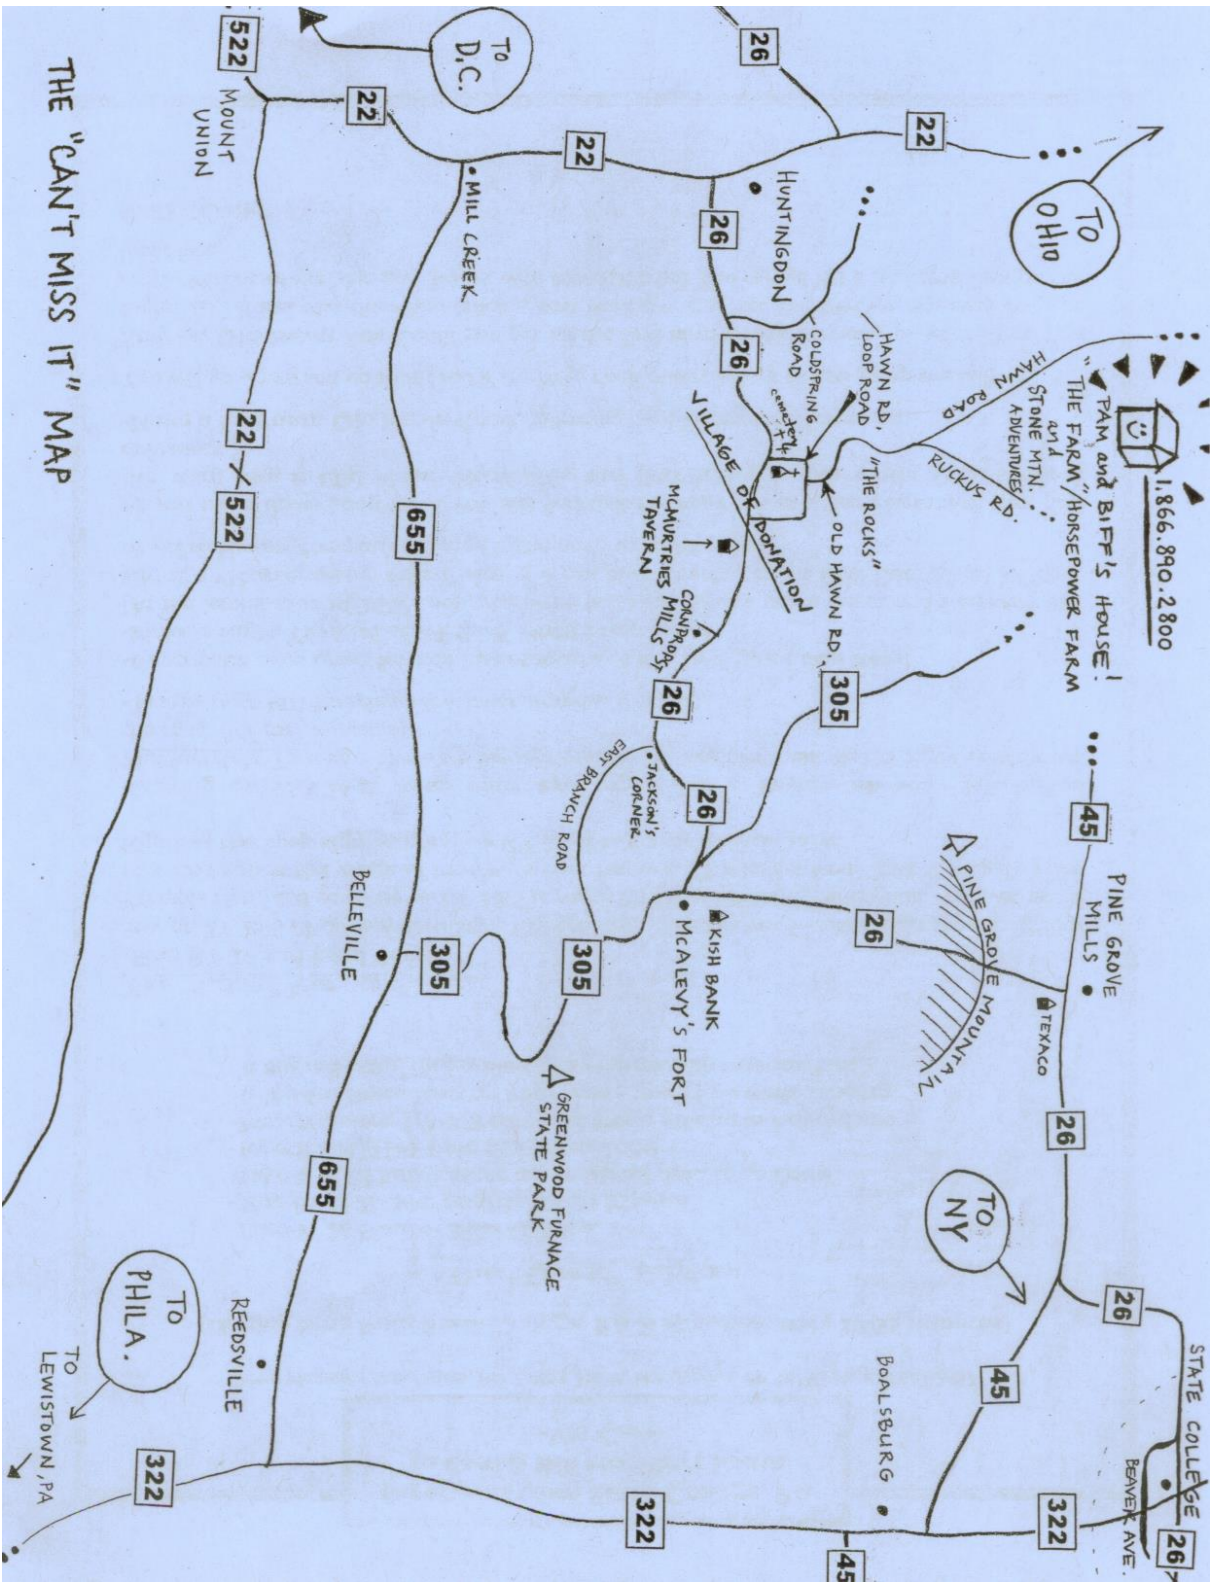 1.866.890.2800
STATE COLLEGE
26
26
BEAVER AVE.
"PAM and BIFF'S HOUSE!
"THE FARM"/HORSEPOWER FARM
and
STONE MTN.
ADVENTURES
HAWN ROAD
RUCKUS RD.
TO
OHIO
45
PINE GROVE
MILLS
TEXACO
26
322
45
TO
NY
PINE GROVE MOUNTAIN
22
HAWN RD.
LOOP ROAD
"THE ROCKS"
OLD HAWN RD.
305
26
BOALSBURG
45
COLDSPRING
ROAD
cemetery
HUNTINGDON
26
26
26
VILLAGE OF DONATION
26
KISH BANK
McALEVY'S FORT
McMURTRIES MILLS
TAVERN
CONNPROPST
26
JACKSON'S
CORNER
EAST BRANCH ROAD
322
22
305
GREENWOOD FURNACE
STATE PARK
TO
D.C.
MILL CREEK
655
305
BELLEVILLE
22
655
522
MOUNT
UNION
22
522
REEDSVILLE
322
TO
PHILA.
TO
LEWISTOWN, PA
THE "CAN'T MISS IT" MAP